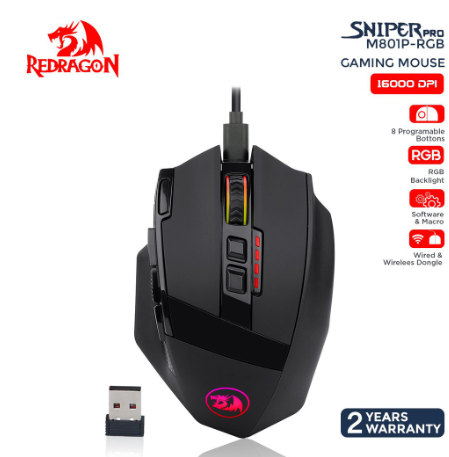 REDRAGON
SNIPER PRO
M801P-RGB
GAMING MOUSE
16000 DPI
8 Programable
Bottons
RGB
RGB
Backlight
Software
& Macro
Wired &
Wireles Dongle
2 YEARS
WARRANTY